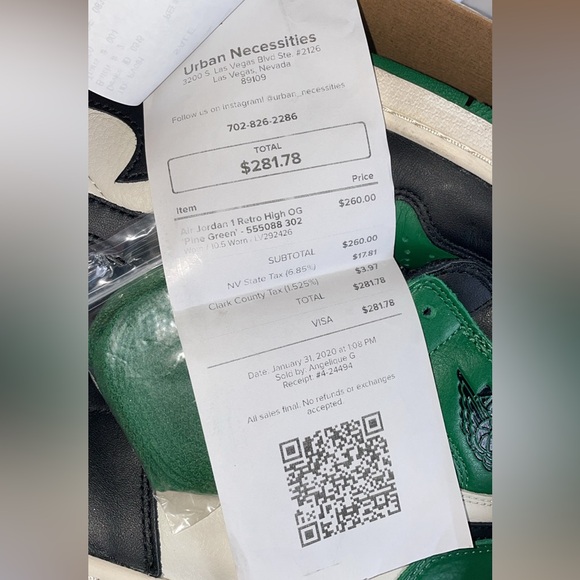 Urban Necessities
3200 S. Las Vegas Blvd Ste. #2126
Las Vegas, Nevada
89109
Follow us on Instagram! @urban_necessities
702-826-2286
TOTAL
$281.78
Item Price
Air Jordan 1 Retro High OG $260.00
'Pine Green' - 555088 302
10.5 Worn - LV292426
SUBTOTAL $260.00
NV State Tax (6.85%) $17.81
Clark County Tax (1.525%) $3.97
TOTAL $281.78
VISA $281.78
Date: January 31, 2020 at 1:08 PM
Sold by: Angelique G
Receipt: #4-24494
All sales final. No refunds or exchanges
accepted.